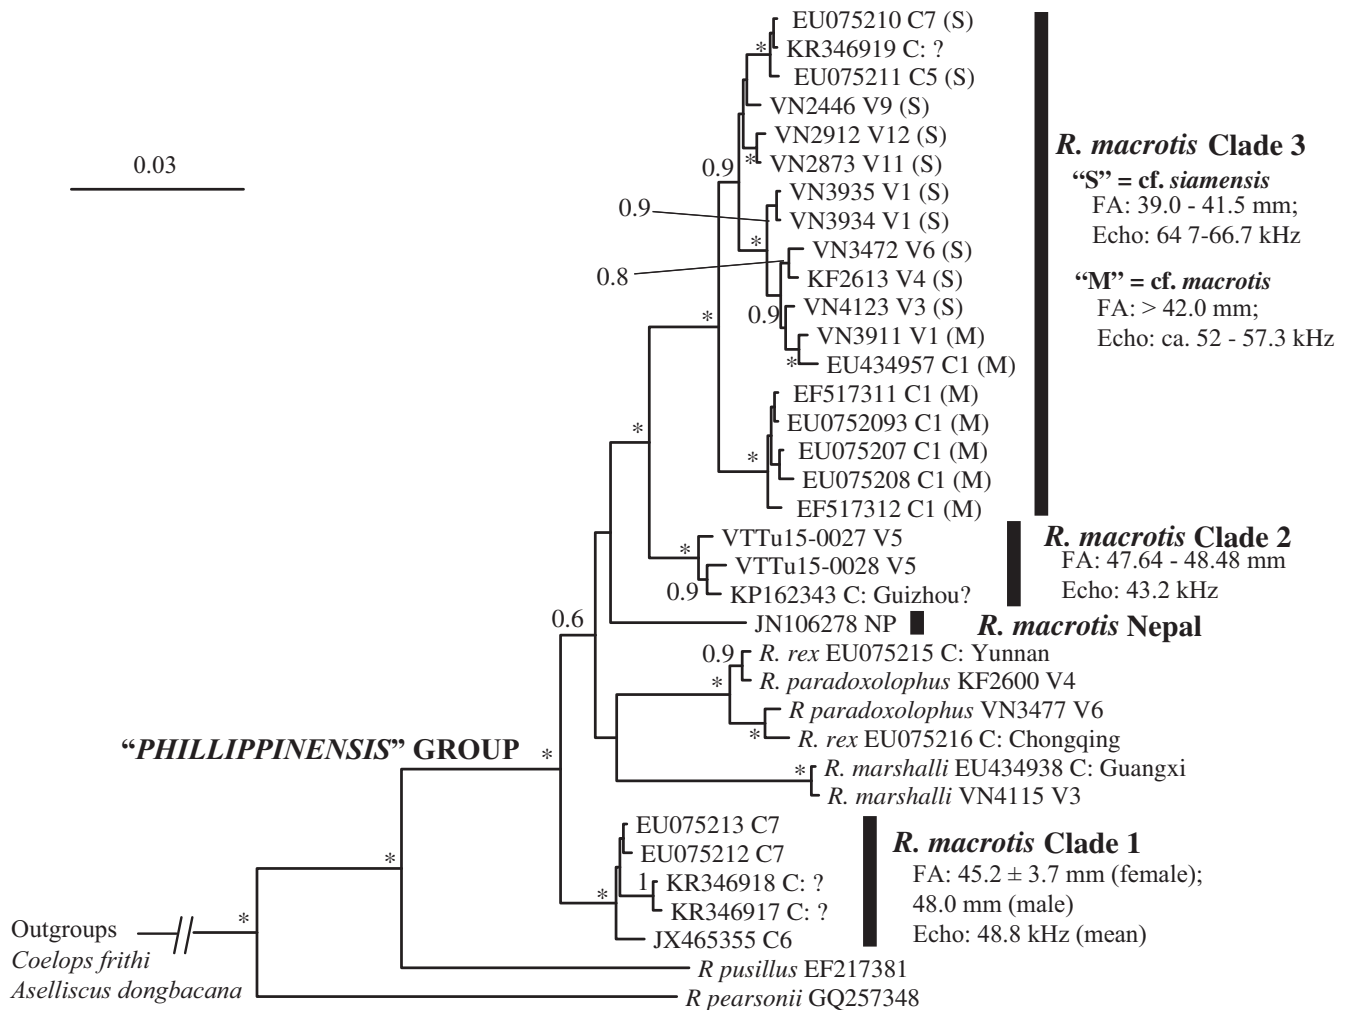 EU075210 C7 (S)
* KR346919 C: ?
EU075211 C5 (S)
VN2446 V9 (S)
VN2912 V12 (S)
* VN2873 V11 (S)
0.9
VN3935 V1 (S)
0.9
VN3934 V1 (S)
*
VN3472 V6 (S)
0.8
KF2613 V4 (S)
VN4123 V3 (S)
0.9
*
VN3911 V1 (M)
* EU434957 C1 (M)
EF517311 C1 (M)
EU0752093 C1 (M)
*
EU075207 C1 (M)
*
EU075208 C1 (M)
EF517312 C1 (M)
R. macrotis Clade 3
“S” = cf. siamensis
FA: 39.0 - 41.5 mm;
Echo: 64 7-66.7 kHz
“M” = cf. macrotis
FA: > 42.0 mm;
Echo: ca. 52 - 57.3 kHz
0.03
VTTu15-0027 V5
*
VTTu15-0028 V5
0.9 KP162343 C: Guizhou?
R. macrotis Clade 2
FA: 47.64 - 48.48 mm
Echo: 43.2 kHz
0.6
JN106278 NP
R. macrotis Nepal
0.9 R. rex EU075215 C: Yunnan
* R. paradoxolophus KF2600 V4
R paradoxolophus VN3477 V6
* R. rex EU075216 C: Chongqing
* R. marshalli EU434938 C: Guangxi
R. marshalli VN4115 V3
“PHILLIPPINENSIS” GROUP *
EU075213 C7
EU075212 C7
1 KR346918 C: ?
* KR346917 C: ?
JX465355 C6
R. macrotis Clade 1
FA: 45.2 ± 3.7 mm (female);
48.0 mm (male)
Echo: 48.8 kHz (mean)
*
R pusillus EF217381
*
R pearsonii GQ257348
Outgroups
Coelops frithi
Aselliscus dongbacana